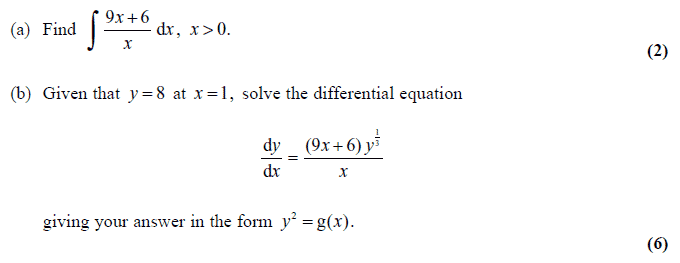 (a) Find ∫ (9x + 6)/x dx, x > 0.
(2)
(b) Given that y = 8 at x = 1, solve the differential equation
dy/dx = (9x + 6) y^(1/3) / x
giving your answer in the form y² = g(x).
(6)